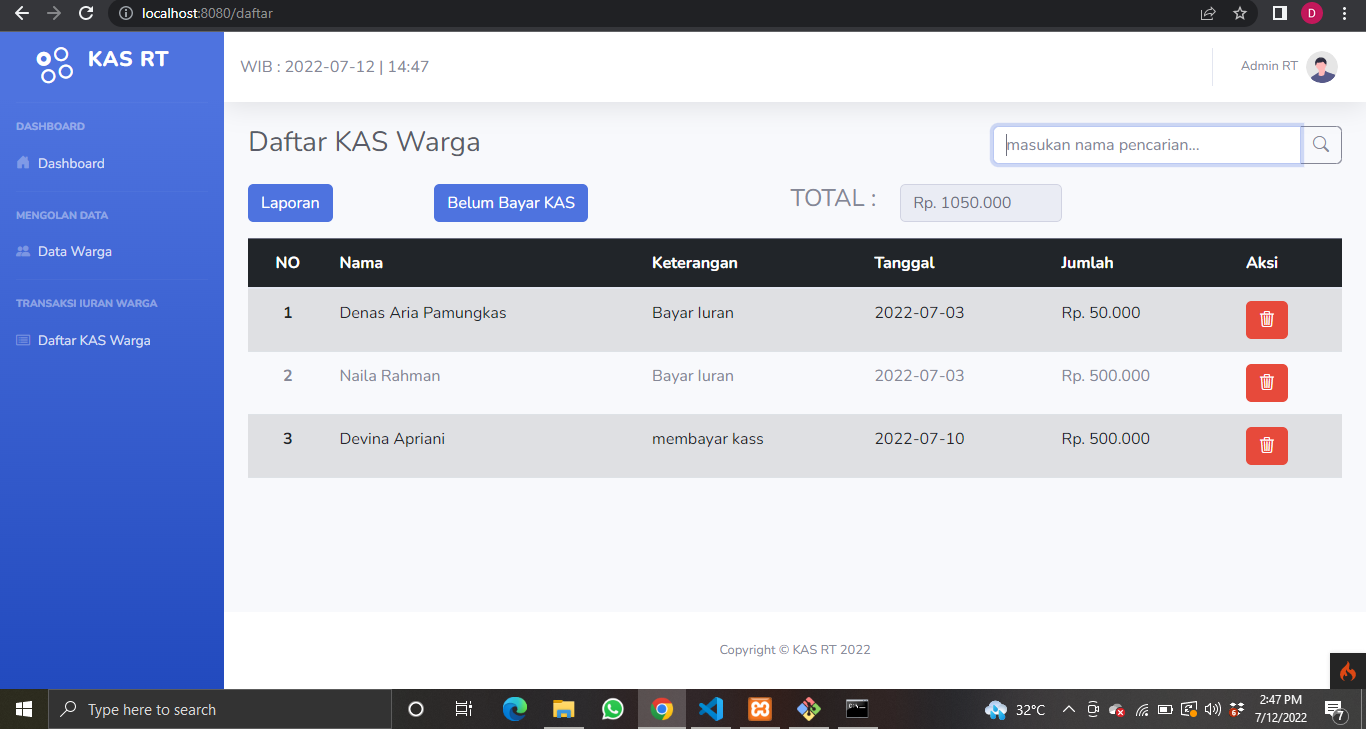 localhost:8080/daftar
D
KAS RT
WIB : 2022-07-12 | 14:47
Admin RT
DASHBOARD
Dashboard
MENGOLAN DATA
Data Warga
TRANSAKSI IURAN WARGA
Daftar KAS Warga
Daftar KAS Warga
masukan nama pencarian...
Laporan
Belum Bayar KAS
TOTAL :
Rp. 1050.000
NO Nama Keterangan Tanggal Jumlah Aksi
1 Denas Aria Pamungkas Bayar Iuran 2022-07-03 Rp. 50.000
2 Naila Rahman Bayar Iuran 2022-07-03 Rp. 500.000
3 Devina Apriani membayar kass 2022-07-10 Rp. 500.000
Copyright © KAS RT 2022
Type here to search
32°C
2:47 PM
7/12/2022
7